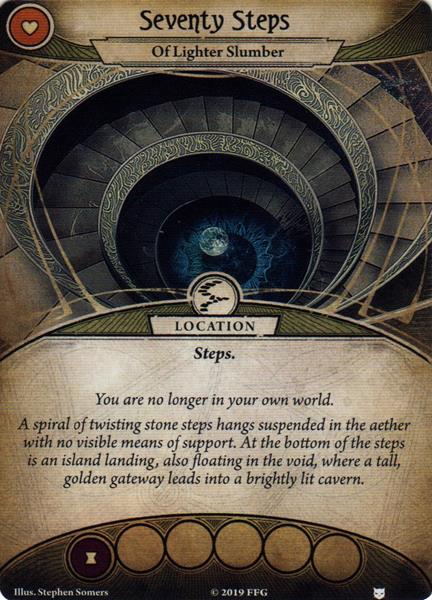 Seventy Steps
Of Lighter Slumber
LOCATION
Steps.
You are no longer in your own world.
A spiral of twisting stone steps hangs suspended in the aether
with no visible means of support. At the bottom of the steps
is an island landing, also floating in the void, where a tall,
golden gateway leads into a brightly lit cavern.
Illus. Stephen Somers
© 2019 FFG